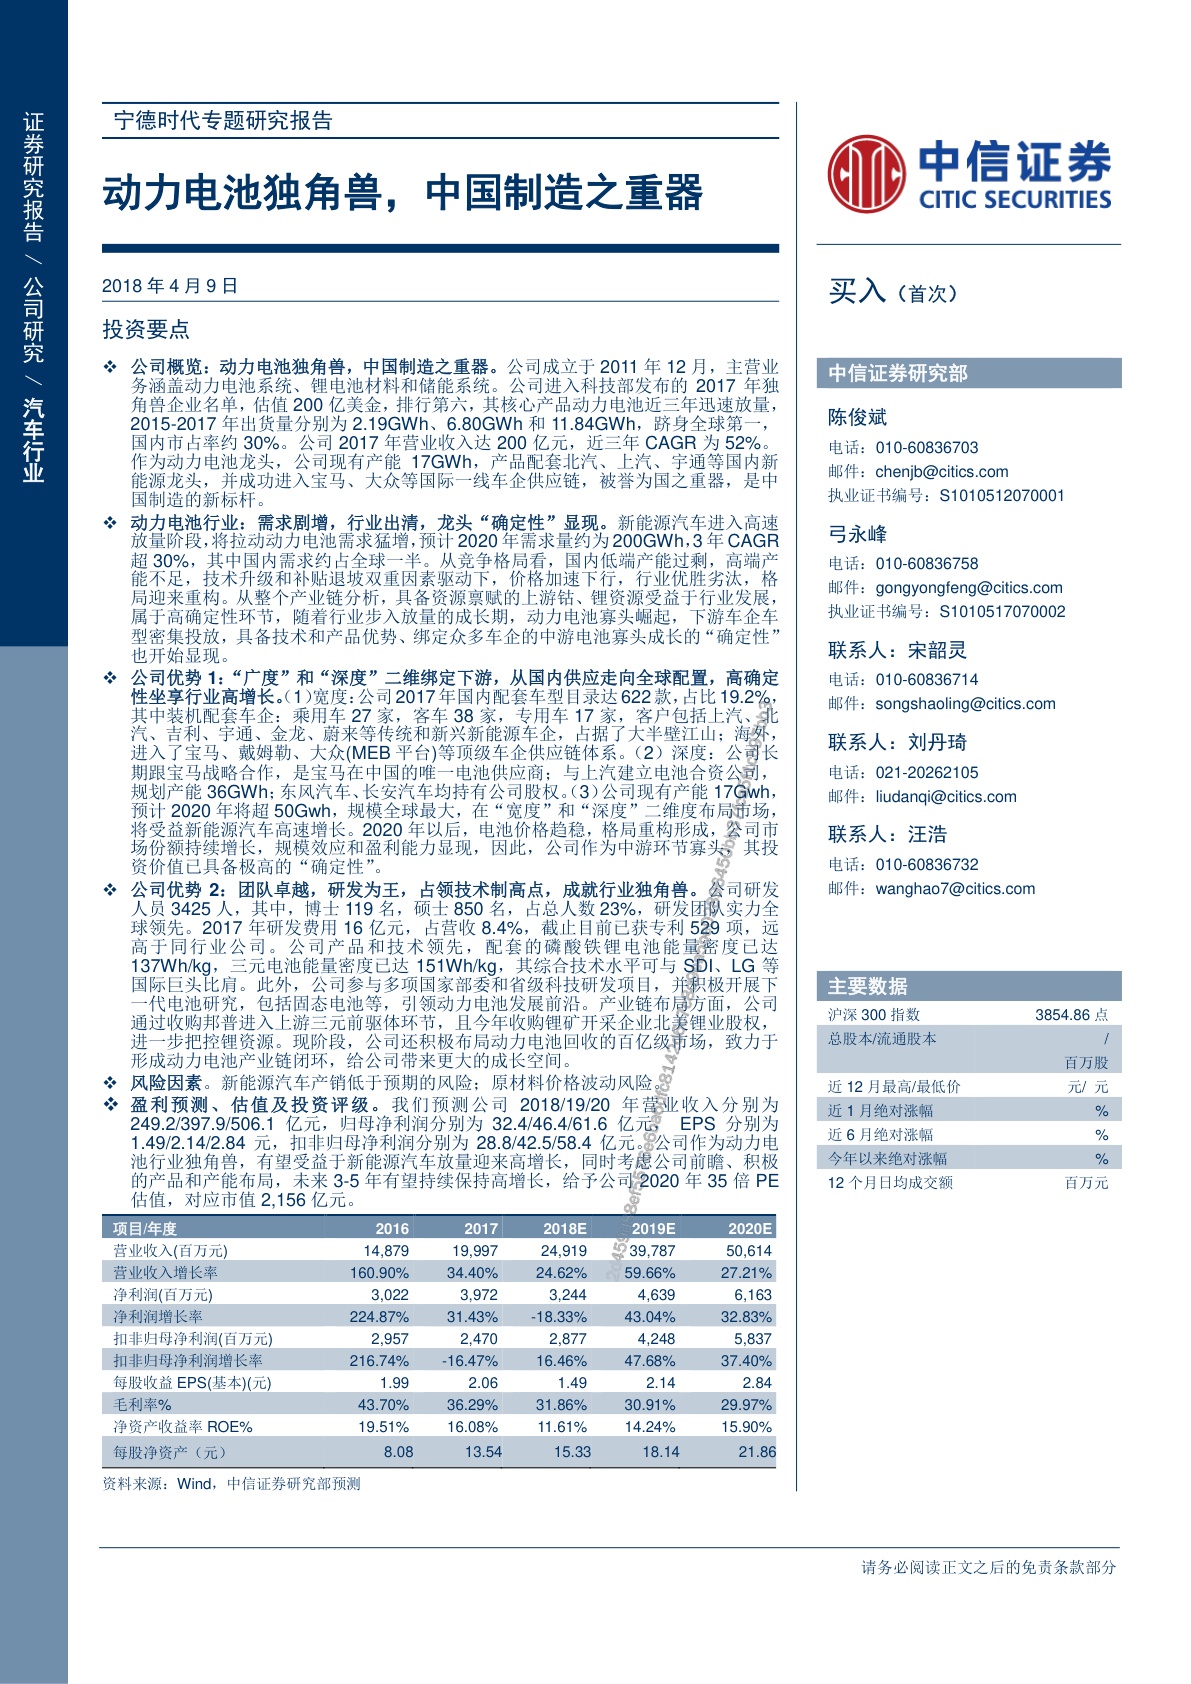 证券研究报告 ╲ 公司研究 ╲ 汽车行业
宁德时代专题研究报告
动力电池独角兽，中国制造之重器
2018 年 4 月 9 日
投资要点
❖ 公司概览：动力电池独角兽，中国制造之重器。公司成立于 2011 年 12 月，主营业
务涵盖动力电池系统、锂电池材料和储能系统。公司进入科技部发布的 2017 年独
角兽企业名单，估值 200 亿美金，排行第六，其核心产品动力电池近三年迅速放量，
2015-2017 年出货量分别为 2.19GWh、6.80GWh 和 11.84GWh，跻身全球第一，
国内市占率约 30%。公司 2017 年营业收入达 200 亿元，近三年 CAGR 为 52%。
作为动力电池龙头，公司现有产能 17GWh，产品配套北汽、上汽、宇通等国内新
能源龙头，并成功进入宝马、大众等国际一线车企供应链，被誉为国之重器，是中
国制造的新标杆。
❖ 动力电池行业：需求剧增，行业出清，龙头“确定性”显现。新能源汽车进入高速
放量阶段，将拉动动力电池需求猛增，预计 2020 年需求量约为 200GWh，3 年 CAGR
超 30%，其中国内需求约占全球一半。从竞争格局看，国内低端产能过剩，高端产
能不足，技术升级和补贴退坡双重因素驱动下，价格加速下行，行业优胜劣汰，格
局迎来重构。从整个产业链分析，具备资源禀赋的上游钴、锂资源受益于行业发展，
属于高确定性环节，随着行业步入放量的成长期，动力电池寡头崛起，下游车企车
型密集投放，具备技术和产品优势、绑定众多车企的中游电池寡头成长的“确定性”
也开始显现。
❖ 公司优势 1：“广度”和“深度”二维绑定下游，从国内供应走向全球配置，高确定
性坐享行业高增长。（1）宽度：公司 2017 年国内配套车型目录达 622 款，占比 19.2%，
其中装机配套车企：乘用车 27 家，客车 38 家，专用车 17 家，客户包括上汽、北
汽、吉利、宇通、金龙、蔚来等传统和新兴新能源车企，占据了大半壁江山；海外，
进入了宝马、戴姆勒、大众(MEB 平台)等顶级车企供应链体系。（2）深度：公司长
期跟宝马战略合作，是宝马在中国的唯一电池供应商；与上汽建立电池合资公司，
规划产能 36GWh；东风汽车、长安汽车均持有公司股权。（3）公司现有产能 17Gwh，
预计 2020 年将超 50Gwh，规模全球最大，在“宽度”和“深度”二维度布局市场，
将受益新能源汽车高速增长。2020 年以后，电池价格趋稳，格局重构形成，公司市
场份额持续增长，规模效应和盈利能力显现，因此，公司作为中游环节寡头，其投
资价值已具备极高的“确定性”。
❖ 公司优势 2：团队卓越，研发为王，占领技术制高点，成就行业独角兽。公司研发
人员 3425 人，其中，博士 119 名，硕士 850 名，占总人数 23%，研发团队实力全
球领先。2017 年研发费用 16 亿元，占营收 8.4%，截止目前已获专利 529 项，远
高于同行业公司。公司产品和技术领先，配套的磷酸铁锂电池能量密度已达
137Wh/kg，三元电池能量密度已达 151Wh/kg，其综合技术水平可与 SDI、LG 等
国际巨头比肩。此外，公司参与多项国家部委和省级科技研发项目，并积极开展下
一代电池研究，包括固态电池等，引领动力电池发展前沿。产业链布局方面，公司
通过收购邦普进入上游三元前驱体环节，且今年收购锂矿开采企业北美锂业股权，
进一步把控锂资源。现阶段，公司还积极布局动力电池回收的百亿级市场，致力于
形成动力电池产业链闭环，给公司带来更大的成长空间。
❖ 风险因素。新能源汽车产销低于预期的风险；原材料价格波动风险。
❖ 盈利预测、估值及投资评级。我们预测公司 2018/19/20 年营业收入分别为
249.2/397.9/506.1 亿元，归母净利润分别为 32.4/46.4/61.6 亿元，EPS 分别为
1.49/2.14/2.84 元，扣非归母净利润分别为 28.8/42.5/58.4 亿元。公司作为动力电
池行业独角兽，有望受益于新能源汽车放量迎来高增长，同时考虑公司前瞻、积极
的产品和产能布局，未来 3-5 年有望持续保持高增长，给予公司 2020 年 35 倍 PE
估值，对应市值 2,156 亿元。
项目/年度 2016 2017 2018E 2019E 2020E
营业收入(百万元) 14,879 19,997 24,919 39,787 50,614
营业收入增长率 160.90% 34.40% 24.62% 59.66% 27.21%
净利润(百万元) 3,022 3,972 3,244 4,639 6,163
净利润增长率 224.87% 31.43% -18.33% 43.04% 32.83%
扣非归母净利润(百万元) 2,957 2,470 2,877 4,248 5,837
扣非归母净利润增长率 216.74% -16.47% 16.46% 47.68% 37.40%
每股收益 EPS(基本)(元) 1.99 2.06 1.49 2.14 2.84
毛利率% 43.70% 36.29% 31.86% 30.91% 29.97%
净资产收益率 ROE% 19.51% 16.08% 11.61% 14.24% 15.90%
每股净资产（元） 8.08 13.54 15.33 18.14 21.86
资料来源：Wind，中信证券研究部预测
中信证券
CITIC SECURITIES
买入（首次）
中信证券研究部
陈俊斌
电话：010-60836703
邮件：chenjb@citics.com
执业证书编号：S1010512070001
弓永峰
电话：010-60836758
邮件：gongyongfeng@citics.com
执业证书编号：S1010517070002
联系人：宋韶灵
电话：010-60836714
邮件：songshaoling@citics.com
联系人：刘丹琦
电话：021-20262105
邮件：liudanqi@citics.com
联系人：汪浩
电话：010-60836732
邮件：wanghao7@citics.com
主要数据
沪深 300 指数 3854.86 点
总股本/流通股本 /
百万股
近 12 月最高/最低价 元/ 元
近 1 月绝对涨幅 %
近 6 月绝对涨幅 %
今年以来绝对涨幅 %
12 个月日均成交额 百万元
请务必阅读正文之后的免责条款部分